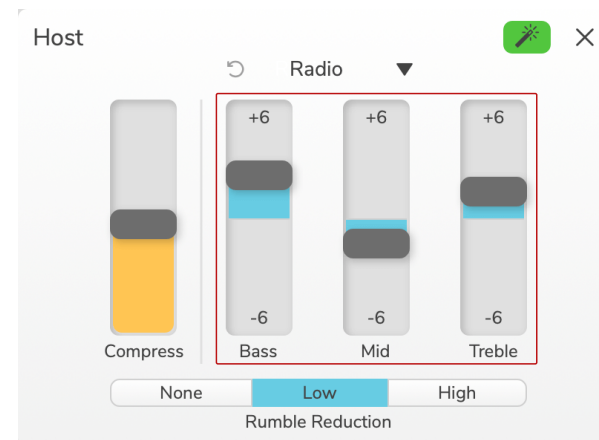 Host
Radio
+6 +6 +6
-6 -6 -6
Compress Bass Mid Treble
None Low High
Rumble Reduction